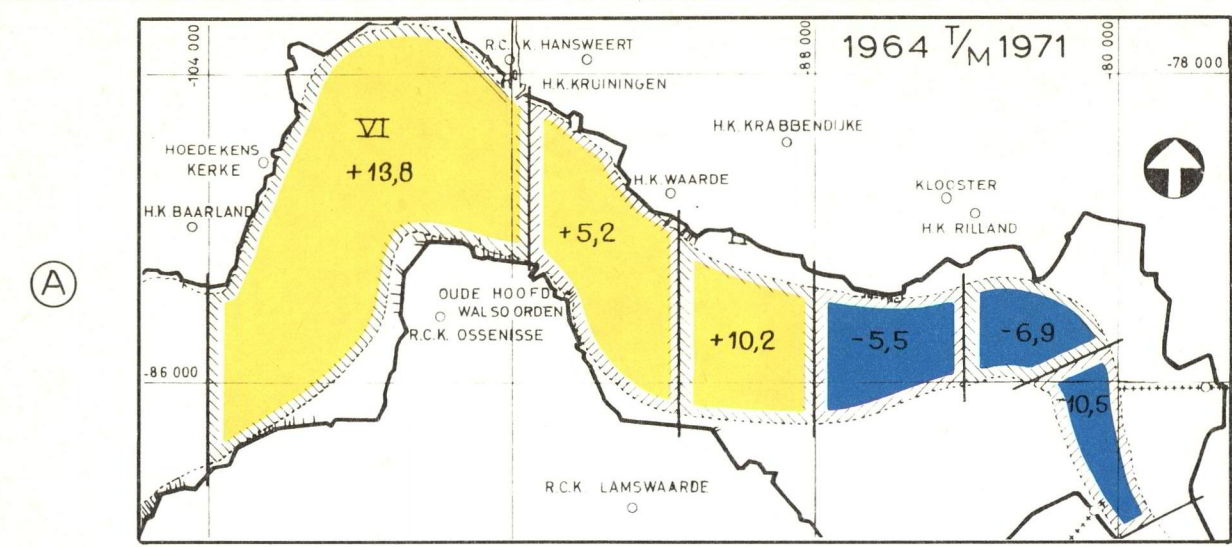 -104 000
R.C. K. HANSWEERT
-88 000
1964 T/M 1971
-80 000
-78 000
H.K. KRUININGEN
VI
H.K. KRABBENDIJKE
HOEDEKENS
KERKE
+13,8
H.K. WAARDE
KLOOSTER
H.K BAARLAND
+5,2
H.K. RILLAND
A
OUDE HOOFD
WALSOORDEN
R.C.K. OSSENISSE
+10,2
-5,5
-6,9
-86 000
-10,5
R.C.K LAMSWAARDE